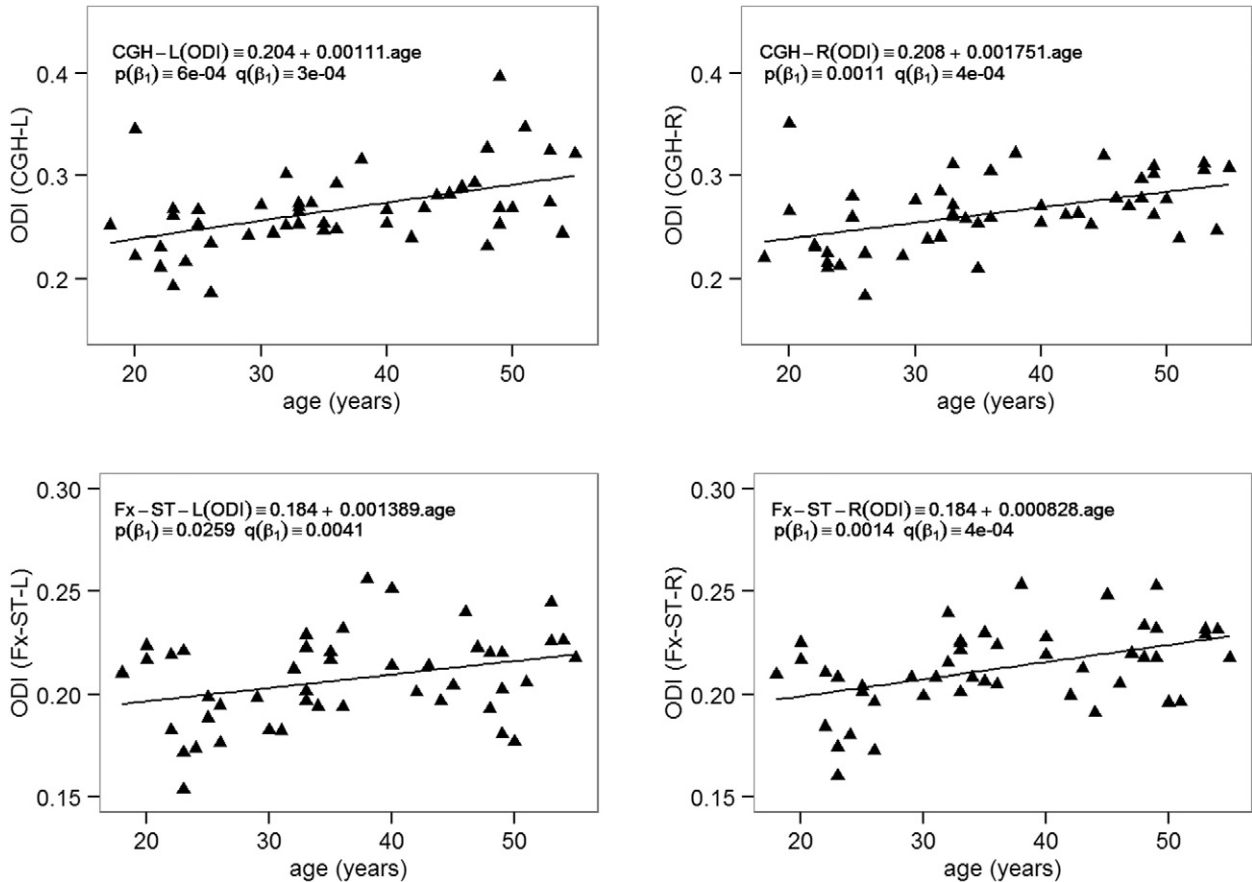 CGH−L(ODI)=0.204 + 0.00111.age
p(β₁)=6e-04 q(β₁)=3e-04
ODI (CGH-L)
0.4
0.3
0.2
20 30 40 50
age (years)
CGH−R(ODI)=0.208 + 0.001751.age
p(β₁)=0.0011 q(β₁)=4e-04
ODI (CGH-R)
0.4
0.3
0.2
20 30 40 50
age (years)
Fx−ST−L(ODI)=0.184 + 0.001389.age
p(β₁)=0.0259 q(β₁)=0.0041
ODI (Fx-ST-L)
0.30
0.25
0.20
0.15
20 30 40 50
age (years)
Fx−ST−R(ODI)=0.184 + 0.000828.age
p(β₁)=0.0014 q(β₁)=4e-04
ODI (Fx-ST-R)
0.30
0.25
0.20
0.15
20 30 40 50
age (years)